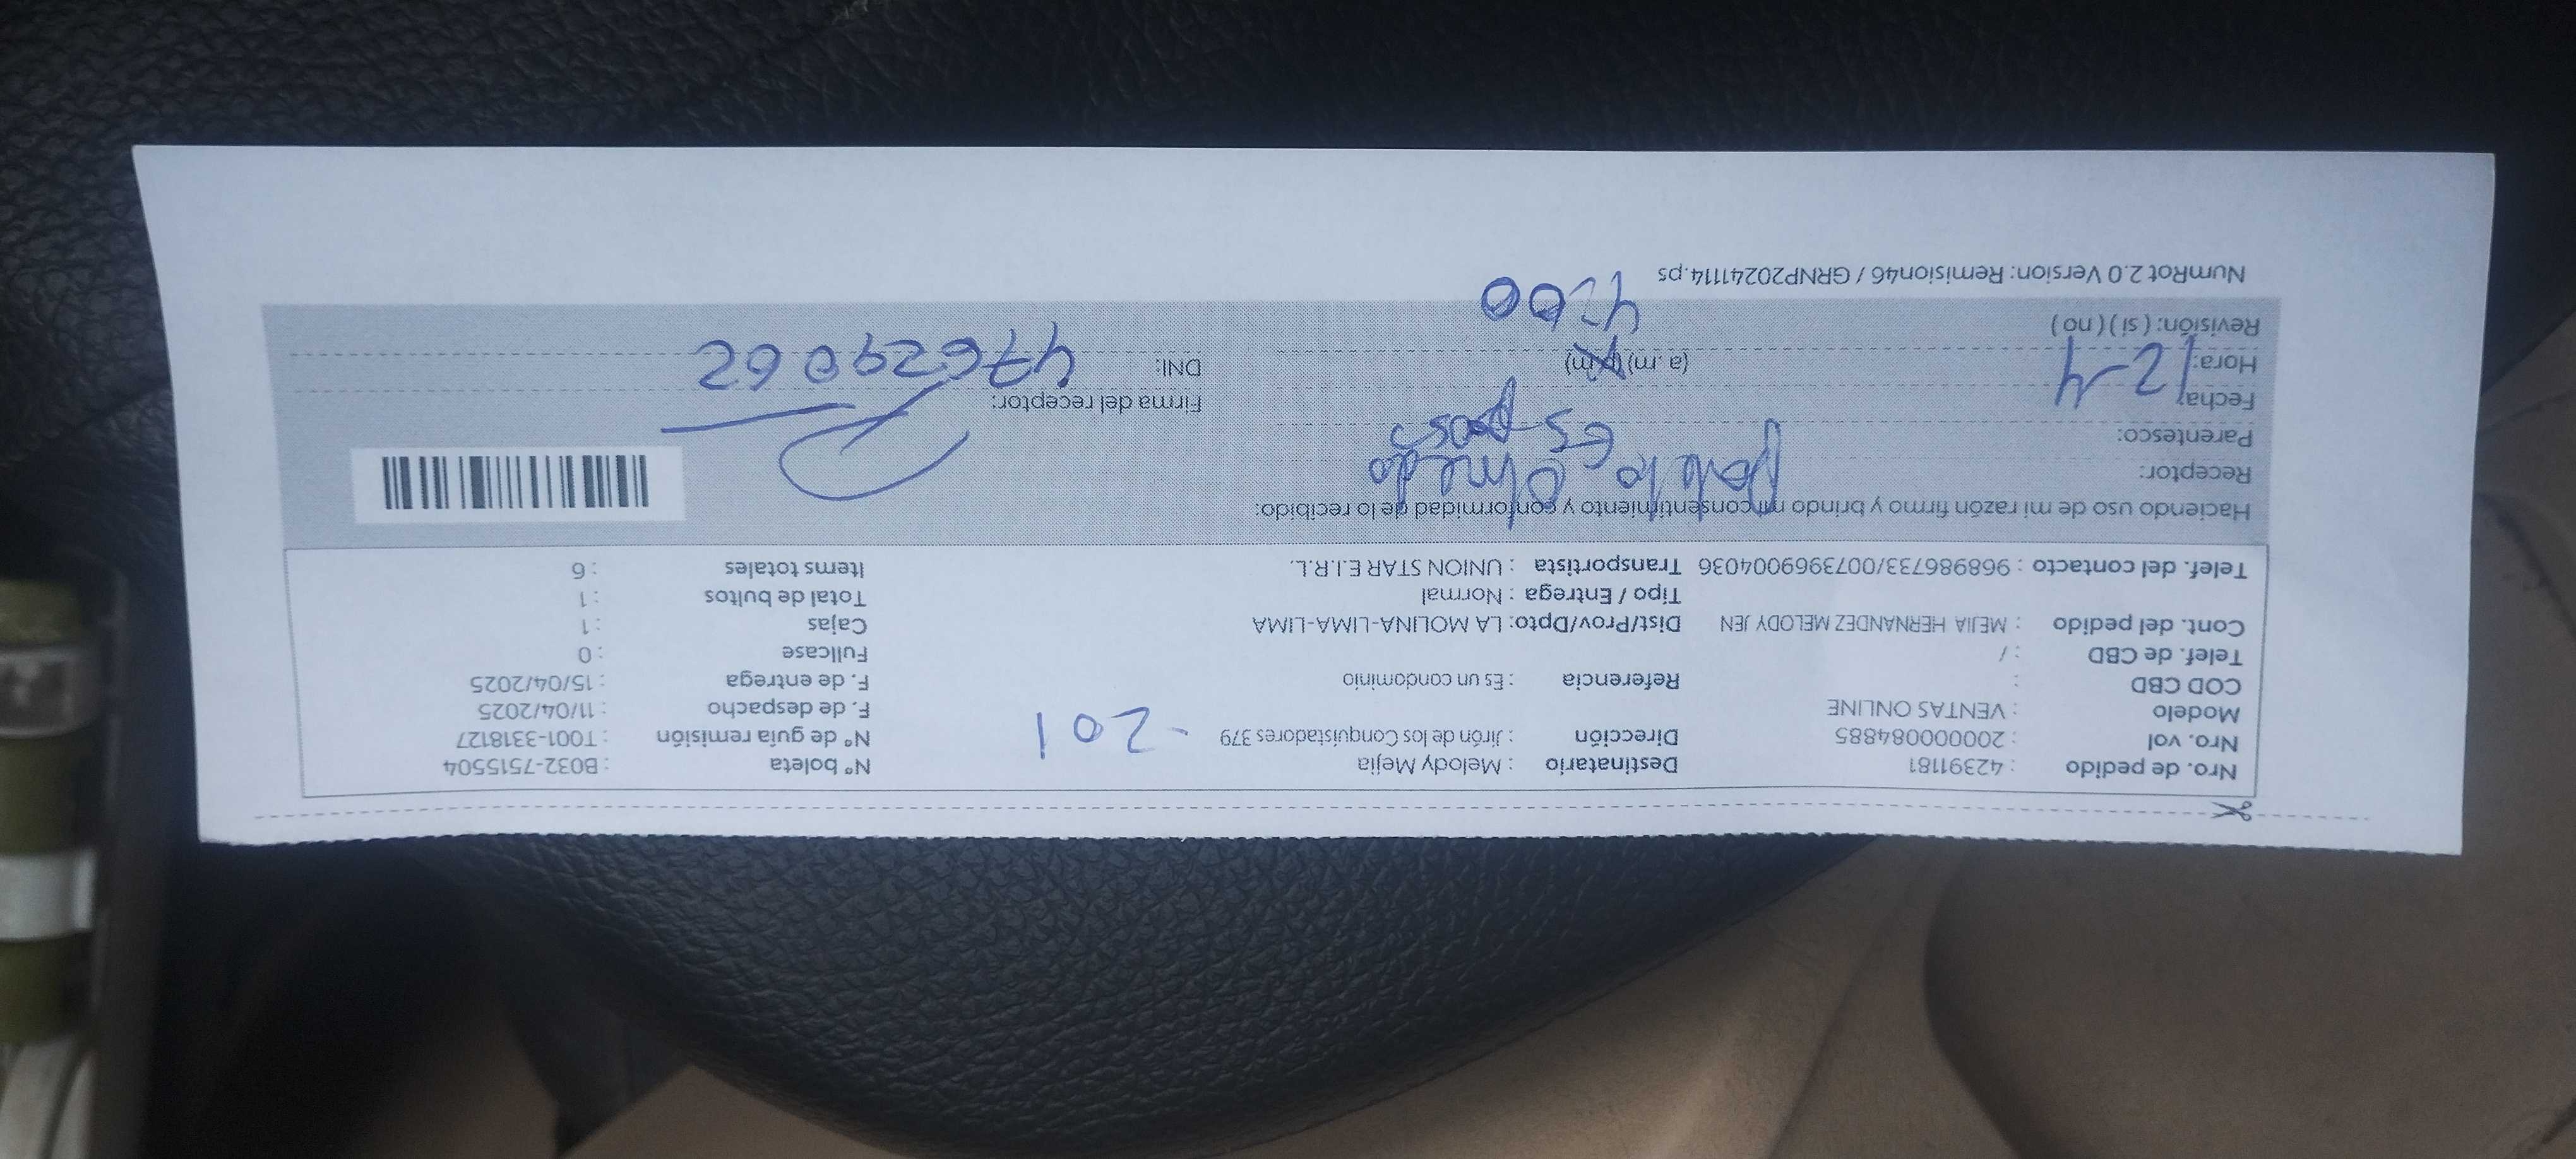 Nro. de pedido : 42391181 Destinatario : Melody Mejia Nº boleta : B032-7515504
Nro. vol : 20000084885 Dirección : Jirón de los Conquistadores 379 - 201 Nº de guía remisión : T001-3318127
Modelo : VENTAS ONLINE F. de despacho : 11/04/2025
COD CBD : Referencia : Es un condominio F. de entrega : 15/04/2025
Telef. de CBD : / Fullcase : 0
Cont. del pedido : MEJIA HERNANDEZ MELODY JEN Dist/Prov/Dpto: LA MOLINA-LIMA-LIMA Cajas : 1
Tipo / Entrega : Normal Total de bultos : 1
Telef. del contacto : 968986733/0073969004036 Transportista : UNION STAR E.I.R.L. Items totales : 6
Haciendo uso de mi razón firmo y brindo mi consentimiento y conformidad de lo recibido:
Receptor: Olmedo
Parentesco: Esposo
Fecha: 12-4 Firma del receptor:
Hora: (a. m) (p. m) DNI: 47629062
Revisión: ( si ) ( no ) 4:00
NumRot 2.0 Version: Remision46 / GRNP20241114.ps